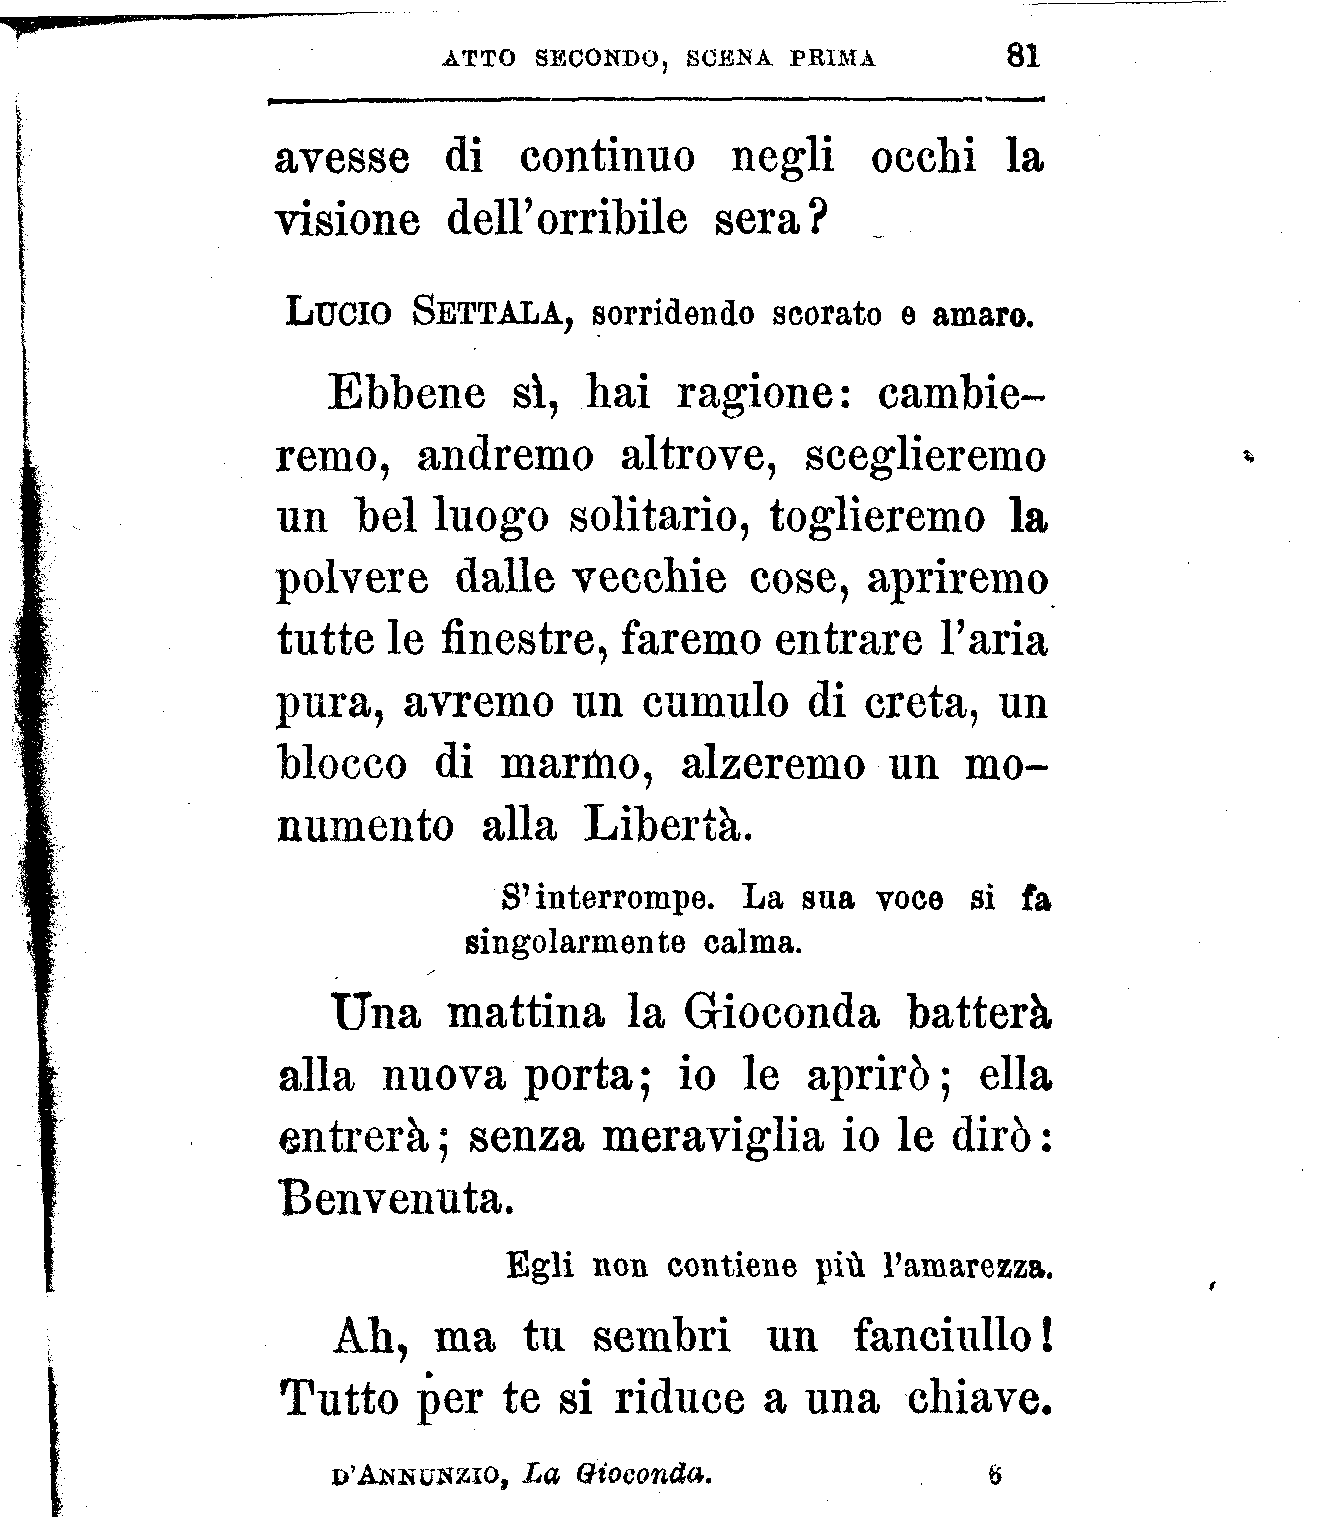 ATTO SECONDO, SCENA PRIMA 81
avesse di continuo negli occhi la
visione dell'orribile sera?
LUCIO SETTALA, sorridendo scorato e amaro.
Ebbene sì, hai ragione: cambie-
remo, andremo altrove, sceglieremo
un bel luogo solitario, toglieremo la
polvere dalle vecchie cose, apriremo
tutte le finestre, faremo entrare l'aria
pura, avremo un cumulo di creta, un
blocco di marmo, alzeremo un mo-
numento alla Libertà.
S'interrompe. La sua voce si fa
singolarmente calma.
Una mattina la Gioconda batterà
alla nuova porta; io le aprirò; ella
entrerà; senza meraviglia io le dirò:
Benvenuta.
Egli non contiene più l'amarezza.
Ah, ma tu sembri un fanciullo!
Tutto per te si riduce a una chiave.
D'ANNUNZIO, La Gioconda. 6